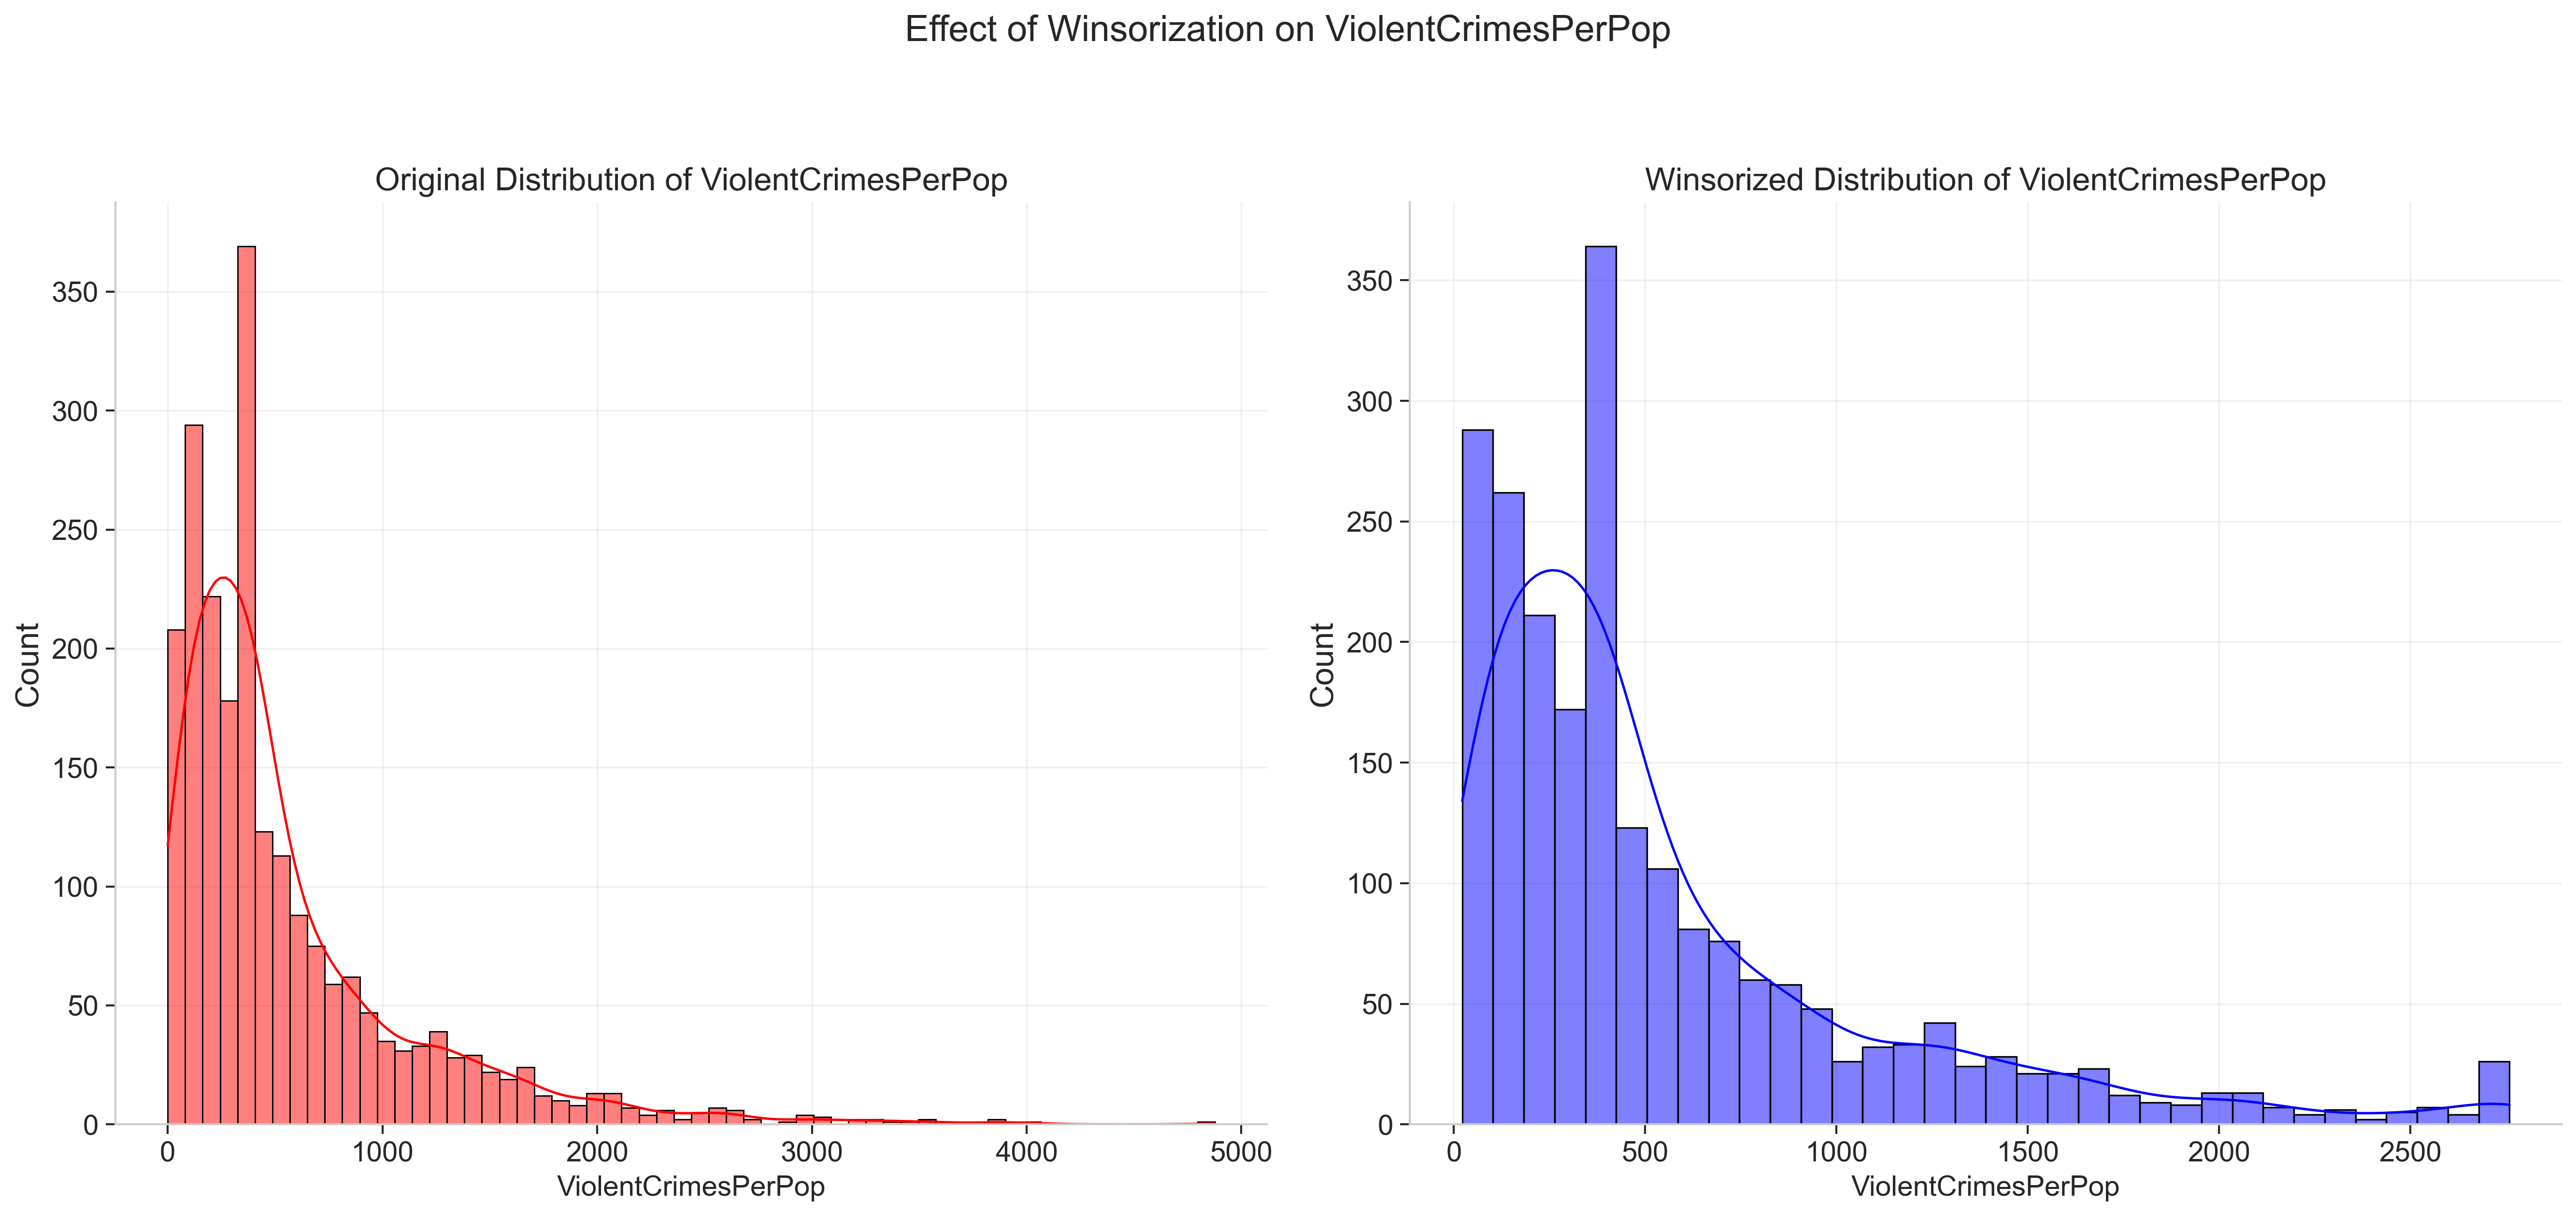 Effect of Winsorization on ViolentCrimesPerPop
Original Distribution of ViolentCrimesPerPop
Count
350
300
250
200
150
100
50
0
0 1000 2000 3000 4000 5000
ViolentCrimesPerPop
Winsorized Distribution of ViolentCrimesPerPop
Count
350
300
250
200
150
100
50
0
0 500 1000 1500 2000 2500
ViolentCrimesPerPop